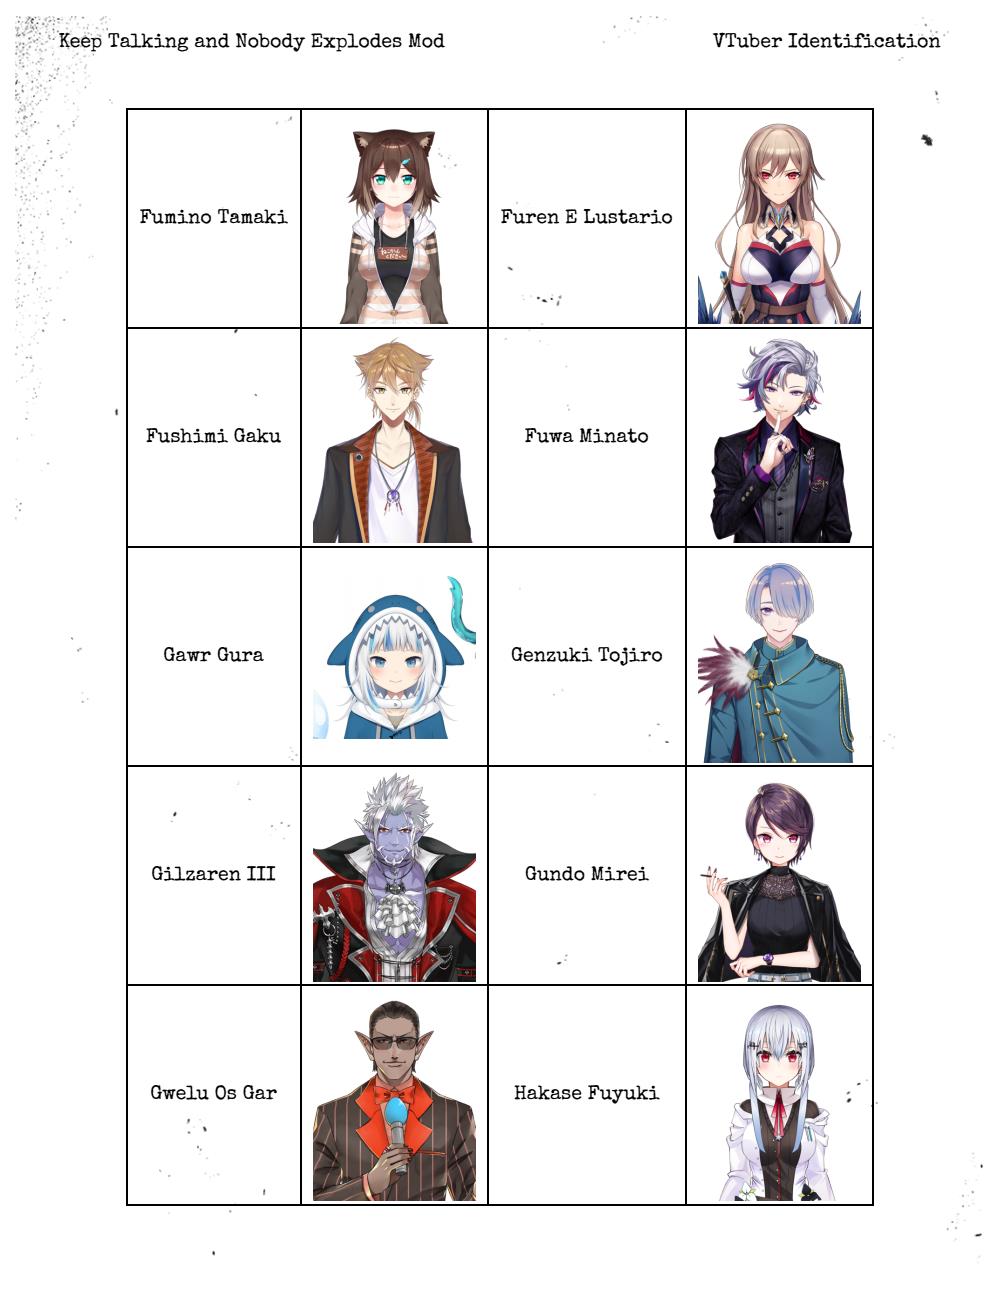 Keep Talking and Nobody Explodes Mod
VTuber Identification
Fumino Tamaki
Furen E Lustario
Fushimi Gaku
Fuwa Minato
Gawr Gura
Genzuki Tojiro
Gilzaren III
Gundo Mirei
Gwelu Os Gar
Hakase Fuyuki